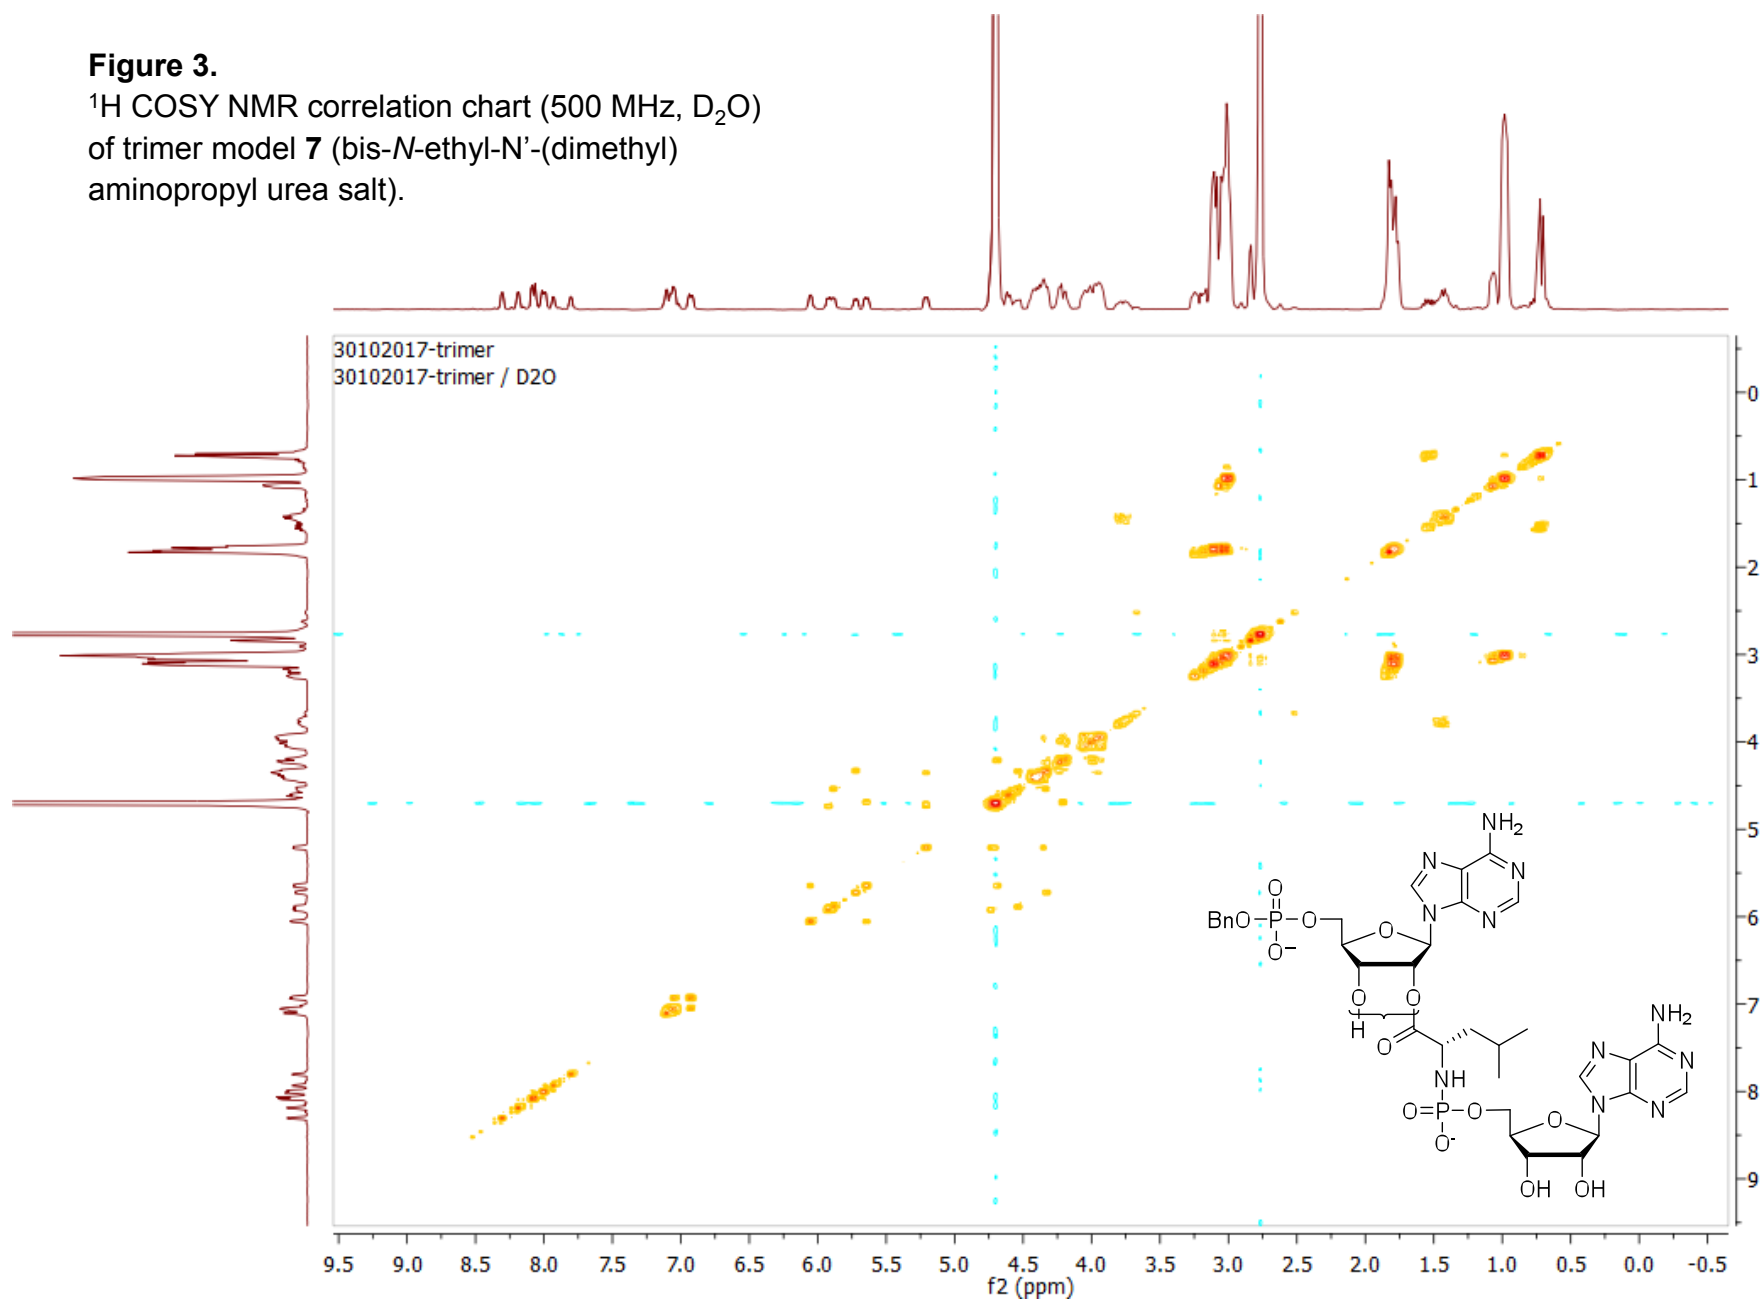 Figure 3.
¹H COSY NMR correlation chart (500 MHz, D₂O)
of trimer model 7 (bis-N-ethyl-N’-(dimethyl)
aminopropyl urea salt).
30102017-trimer
30102017-trimer / D2O
0
1
2
3
4
5
6
7
8
9
NH₂
N
N
N
N
O
BnO
P
O
O⁻
O
O
O
H
O
NH
O
P
O
O⁻
O
NH₂
N
N
N
N
OH
OH
9.5 9.0 8.5 8.0 7.5 7.0 6.5 6.0 5.5 5.0 4.5 4.0 3.5 3.0 2.5 2.0 1.5 1.0 0.5 0.0 -0.5
f2 (ppm)